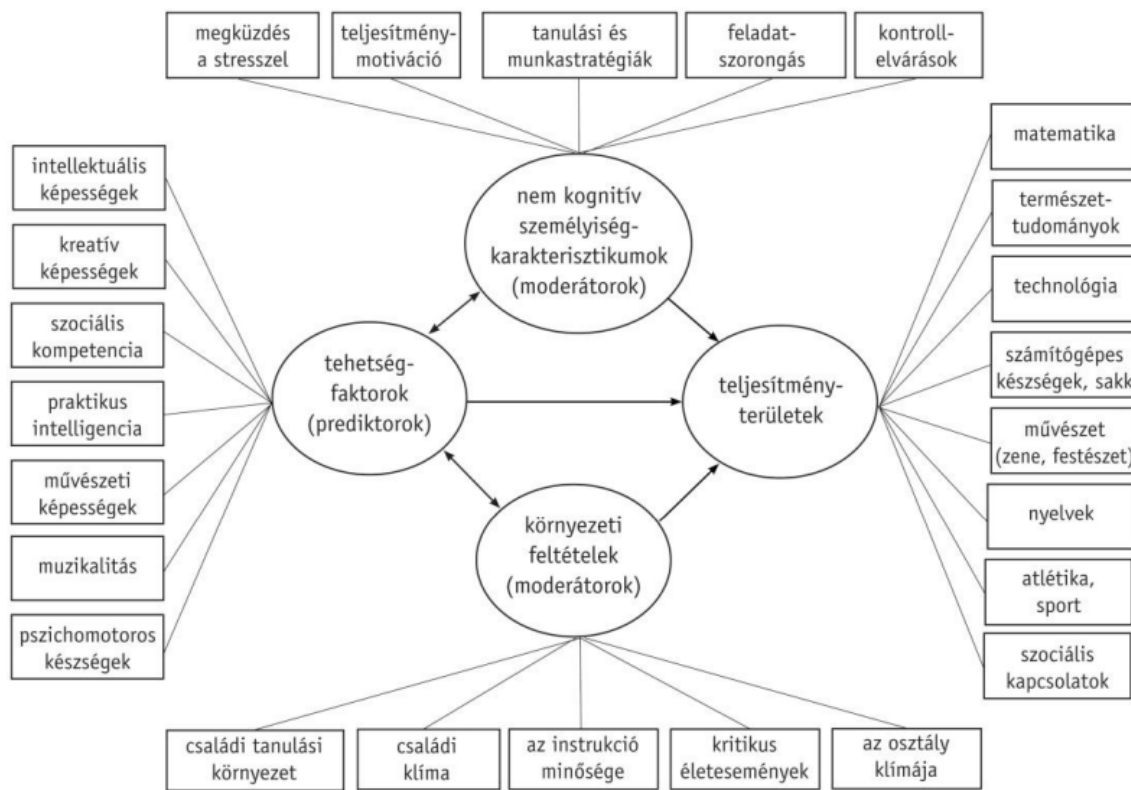 megküzdés
a stresszel
teljesítmény-
motiváció
tanulási és
munkastratégiák
feladat-
szorongás
kontroll-
elvárások
intellektuális
képességek
kreatív
képességek
szociális
kompetencia
praktikus
intelligencia
művészeti
képességek
muzikalitás
pszichomotoros
készségek
nem kognitív
személyiség-
karakterisztikumok
(moderátorok)
tehetség-
faktorok
(prediktorok)
teljesítmény-
területek
környezeti
feltételek
(moderátorok)
matematika
természet-
tudományok
technológia
számítógépes
készségek, sakk
művészet
(zene, festészet)
nyelvek
atlétika,
sport
szociális
kapcsolatok
családi tanulási
környezet
családi
klíma
az instrukció
minősége
kritikus
életesemények
az osztály
klímája